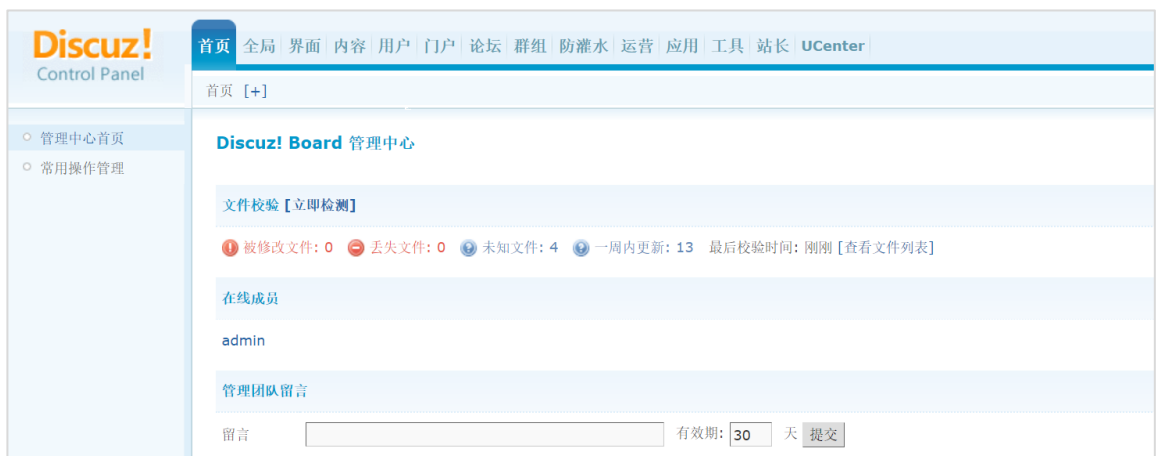 Discuz!
Control Panel
首页 全局 界面 内容 用户 门户 论坛 群组 防灌水 运营 应用 工具 站长 UCenter
首页 [+]
管理中心首页
常用操作管理
Discuz! Board 管理中心
文件校验 [立即检测]
被修改文件: 0 丢失文件: 0 未知文件: 4 一周内更新: 13 最后校验时间: 刚刚 [查看文件列表]
在线成员
admin
管理团队留言
留言 有效期: 30 天 提交